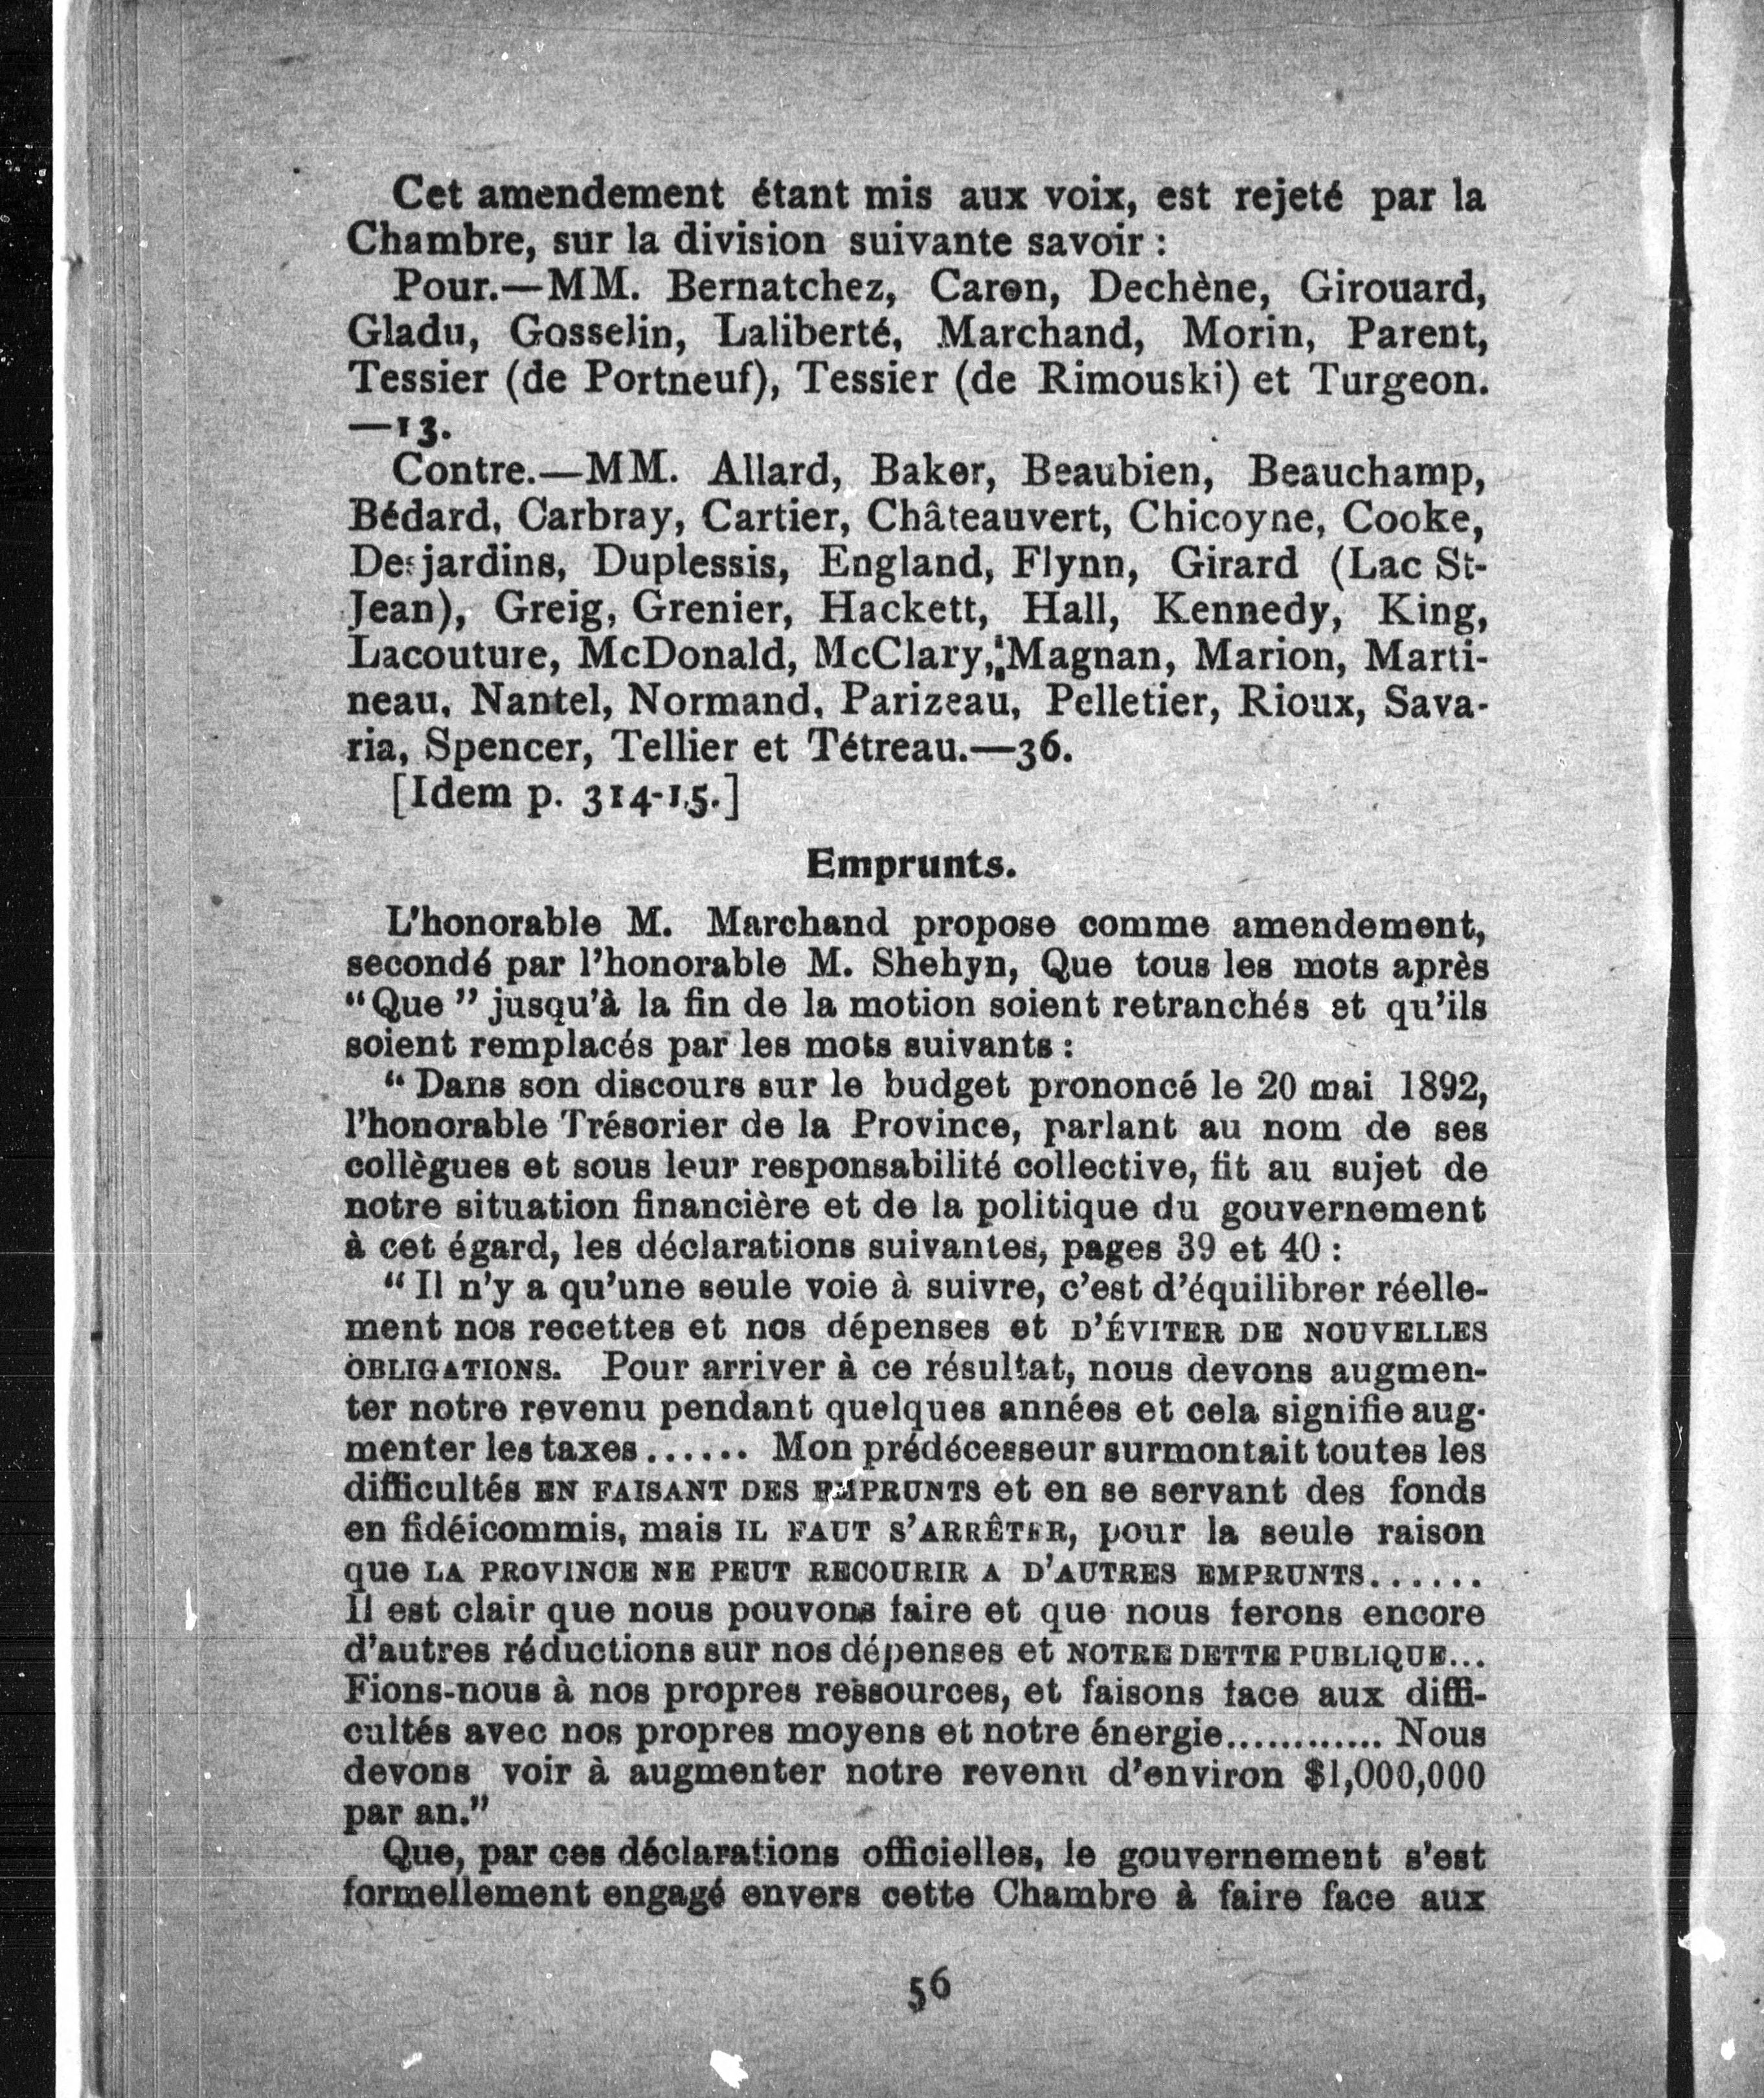 Cet amendement étant mis aux voix, est rejeté par la
Chambre, sur la division suivante savoir :
Pour.—MM. Bernatchez, Caron, Dechène, Girouard,
Gladu, Gosselin, Laliberté, Marchand, Morin, Parent,
Tessier (de Portneuf), Tessier (de Rimouski) et Turgeon.
—13.
Contre.—MM. Allard, Baker, Beaubien, Beauchamp,
Bédard, Carbray, Cartier, Châteauvert, Chicoyne, Cooke,
Desjardins, Duplessis, England, Flynn, Girard (Lac St-
Jean), Greig, Grenier, Hackett, Hall, Kennedy, King,
Lacouture, McDonald, McClary, Magnan, Marion, Marti-
neau, Nantel, Normand, Parizeau, Pelletier, Rioux, Sava-
ria, Spencer, Tellier et Tétreau.—36.
[Idem p. 314-15.]
Emprunts.
L'honorable M. Marchand propose comme amendement,
secondé par l'honorable M. Shehyn, Que tous les mots après
“Que” jusqu'à la fin de la motion soient retranchés et qu'ils
soient remplacés par les mots suivants :
“ Dans son discours sur le budget prononcé le 20 mai 1892,
l'honorable Trésorier de la Province, parlant au nom de ses
collègues et sous leur responsabilité collective, fit au sujet de
notre situation financière et de la politique du gouvernement
à cet égard, les déclarations suivantes, pages 39 et 40 :
“ Il n'y a qu'une seule voie à suivre, c'est d'équilibrer réelle-
ment nos recettes et nos dépenses et D'ÉVITER DE NOUVELLES
OBLIGATIONS. Pour arriver à ce résultat, nous devons augmen-
ter notre revenu pendant quelques années et cela signifie aug-
menter les taxes...... Mon prédécesseur surmontait toutes les
difficultés EN FAISANT DES EMPRUNTS et en se servant des fonds
en fidéicommis, mais IL FAUT S'ARRÊTER, pour la seule raison
que LA PROVINCE NE PEUT RECOURIR A D'AUTRES EMPRUNTS......
Il est clair que nous pouvons faire et que nous ferons encore
d'autres réductions sur nos dépenses et NOTRE DETTE PUBLIQUE...
Fions-nous à nos propres ressources, et faisons face aux diffi-
cultés avec nos propres moyens et notre énergie............ Nous
devons voir à augmenter notre revenu d'environ $1,000,000
par an.”
Que, par ces déclarations officielles, le gouvernement s'est
formellement engagé envers cette Chambre à faire face aux
56